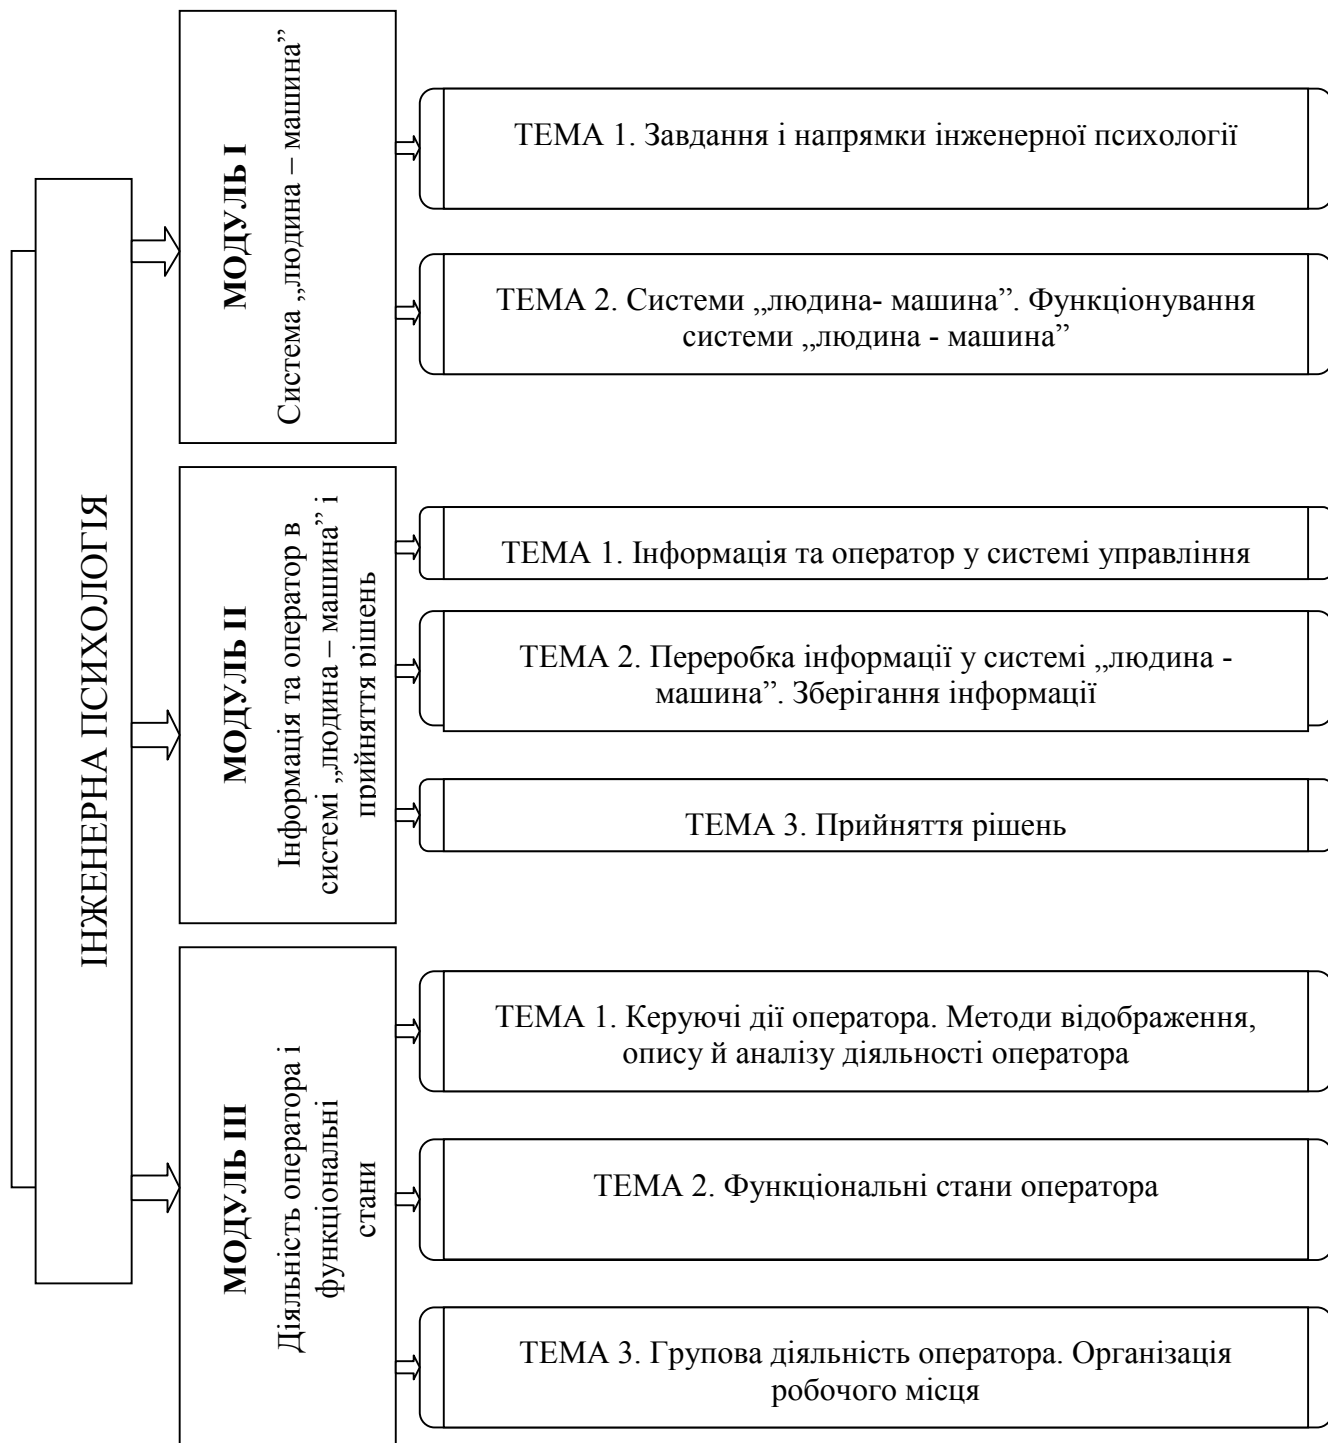 ІНЖЕНЕРНА ПСИХОЛОГІЯ
МОДУЛЬ I
Система „людина – машина”
ТЕМА 1. Завдання і напрямки інженерної психології
ТЕМА 2. Системи „людина- машина”. Функціонування
системи „людина - машина”
МОДУЛЬ II
Інформація та оператор в
системі „людина – машина” і
прийняття рішень
ТЕМА 1. Інформація та оператор у системі управління
ТЕМА 2. Переробка інформації у системі „людина -
машина”. Зберігання інформації
ТЕМА 3. Прийняття рішень
МОДУЛЬ III
Діяльність оператора і
функціональні
стани
ТЕМА 1. Керуючі дії оператора. Методи відображення,
опису й аналізу діяльності оператора
ТЕМА 2. Функціональні стани оператора
ТЕМА 3. Групова діяльність оператора. Організація
робочого місця